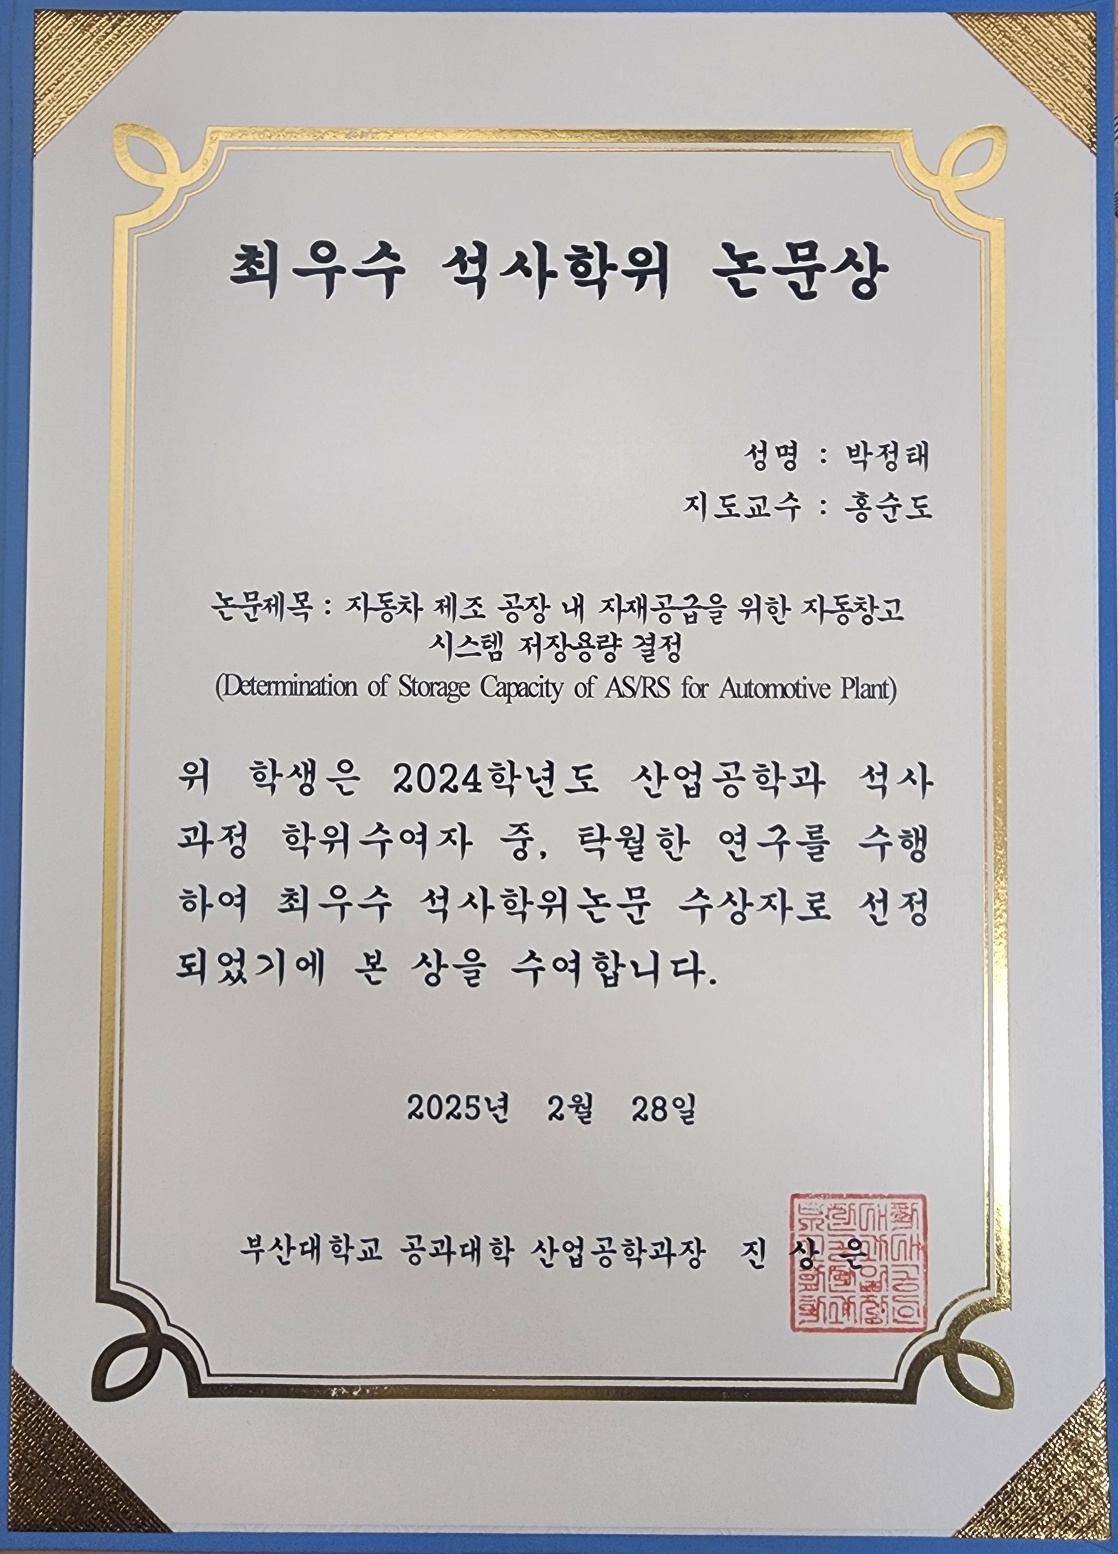 최우수 석사학위 논문상
성명 : 박정태
지도교수 : 홍순도
논문제목 : 자동차 제조 공장 내 자재공급을 위한 자동창고
시스템 저장용량 결정
(Determination of Storage Capacity of AS/RS for Automotive Plant)
위 학생은 2024학년도 산업공학과 석사
과정 학위수여자 중, 탁월한 연구를 수행
하여 최우수 석사학위논문 수상자로 선정
되었기에 본 상을 수여합니다.
2025년 2월 28일
부산대학교 공과대학 산업공학과장 진 상 은